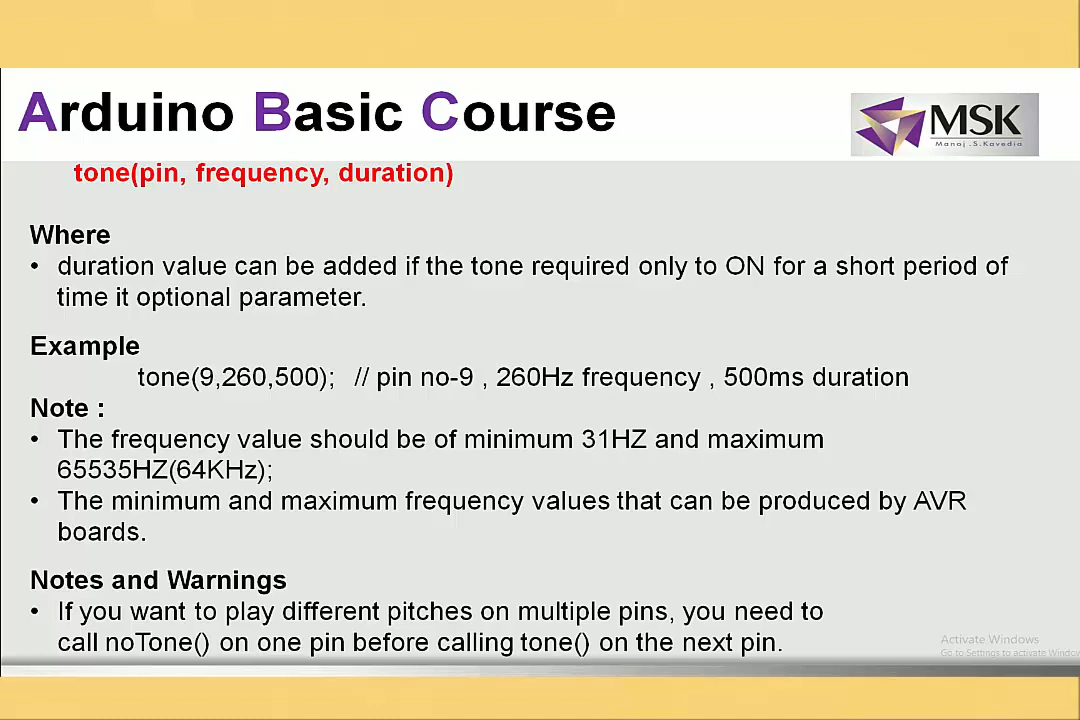 Arduino Basic Course
MSK
Manoj .S.Kavedia
tone(pin, frequency, duration)
Where
• duration value can be added if the tone required only to ON for a short period of
time it optional parameter.
Example
tone(9,260,500); // pin no-9 , 260Hz frequency , 500ms duration
Note :
• The frequency value should be of minimum 31HZ and maximum
65535HZ(64KHz);
• The minimum and maximum frequency values that can be produced by AVR
boards.
Notes and Warnings
• If you want to play different pitches on multiple pins, you need to
call noTone() on one pin before calling tone() on the next pin.
Activate Windows
Go to Settings to activate Window